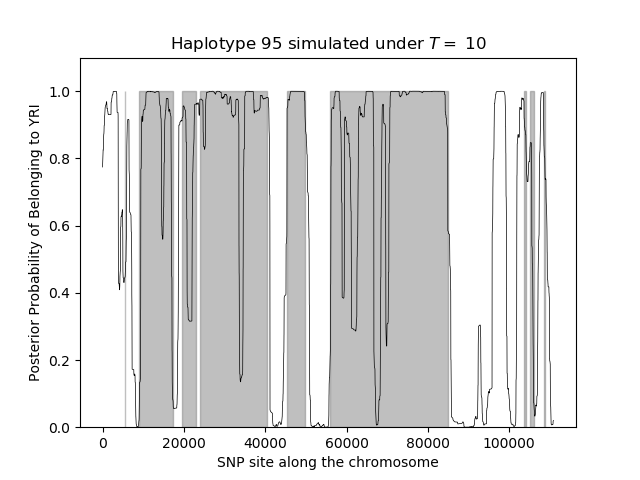 Haplotype 95 simulated under T = 10
Posterior Probability of Belonging to YRI
1.0
0.8
0.6
0.4
0.2
0.0
0 20000 40000 60000 80000 100000
SNP site along the chromosome